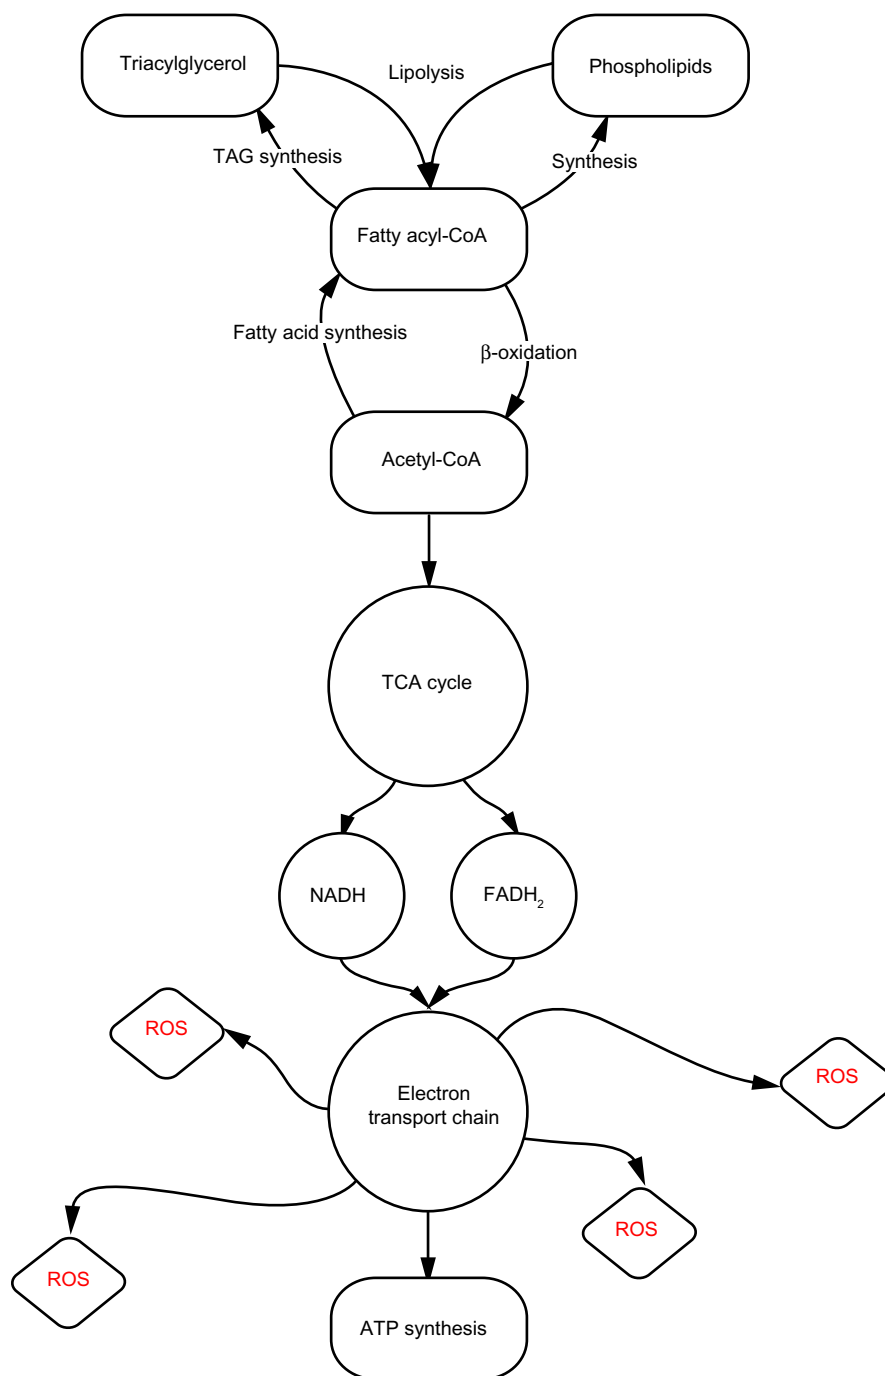 Triacylglycerol
Lipolysis
Phospholipids
TAG synthesis
Synthesis
Fatty acyl-CoA
Fatty acid synthesis
β-oxidation
Acetyl-CoA
TCA cycle
NADH
FADH₂
ROS
ROS
Electron
transport chain
ROS
ROS
ATP synthesis